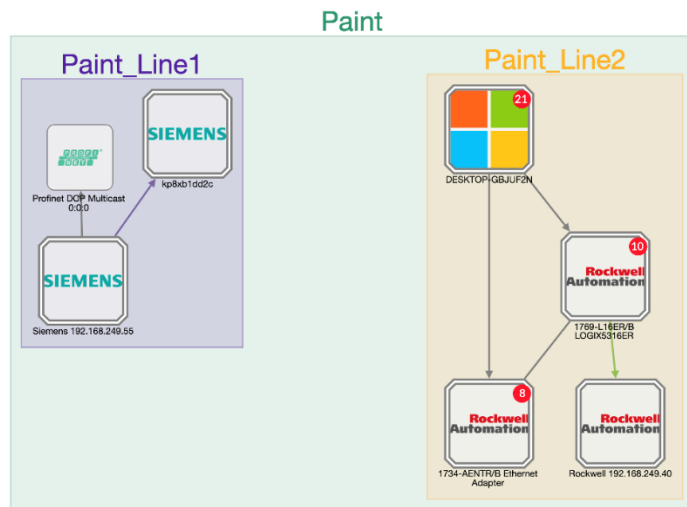 Paint
Paint_Line1
PROFI
NET
Profinet DCP Multicast
0:0:0
SIEMENS
kp8xb1dd2c
SIEMENS
Siemens 192.168.249.55
Paint_Line2
21
DESKTOP-GBJUF2N
10
Rockwell
Automation
1769-L16ER/B
LOGIX5316ER
8
Rockwell
Automation
1734-AENTR/B Ethernet
Adapter
Rockwell
Automation
Rockwell 192.168.249.40